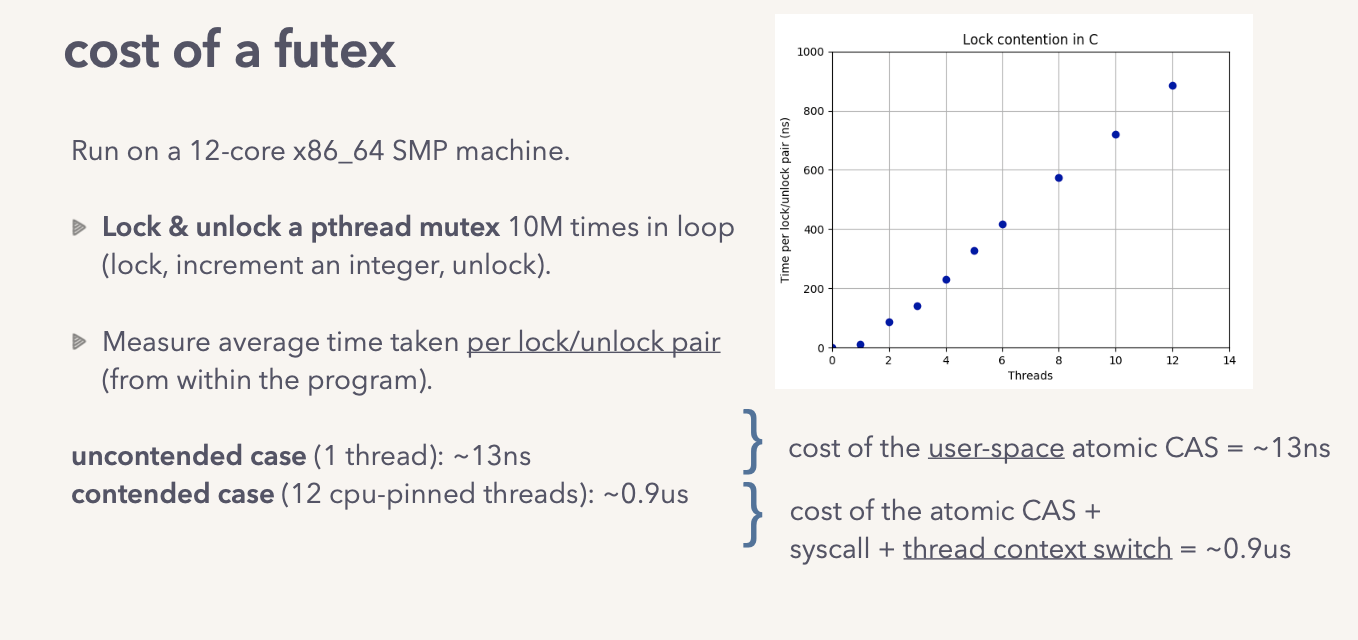 cost of a futex
Run on a 12-core x86_64 SMP machine.
Lock & unlock a pthread mutex 10M times in loop
(lock, increment an integer, unlock).
Measure average time taken per lock/unlock pair
(from within the program).
uncontended case (1 thread): ~13ns
contended case (12 cpu-pinned threads): ~0.9us
Lock contention in C
Time per lock/unlock pair (ns)
1000
800
600
400
200
0
0 2 4 6 8 10 12 14
Threads
} cost of the user-space atomic CAS = ~13ns
} cost of the atomic CAS +
syscall + thread context switch = ~0.9us